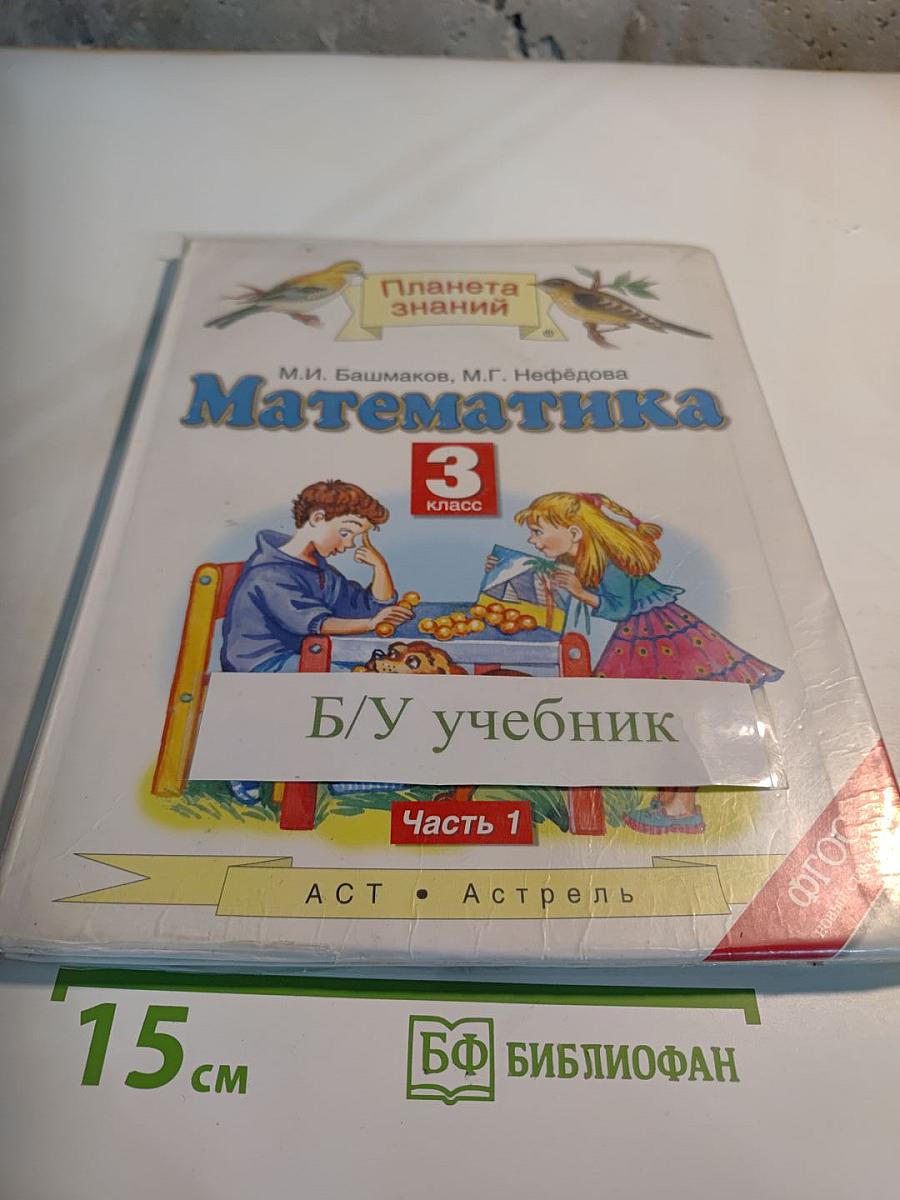 Планета
знаний
®
М.И. Башмаков, М.Г. Нефёдова
Математика
3
класс
Б/У учебник
Часть 1
АСТ • Астрель
ФГОС
15 см
БФ БИБЛИОФАН